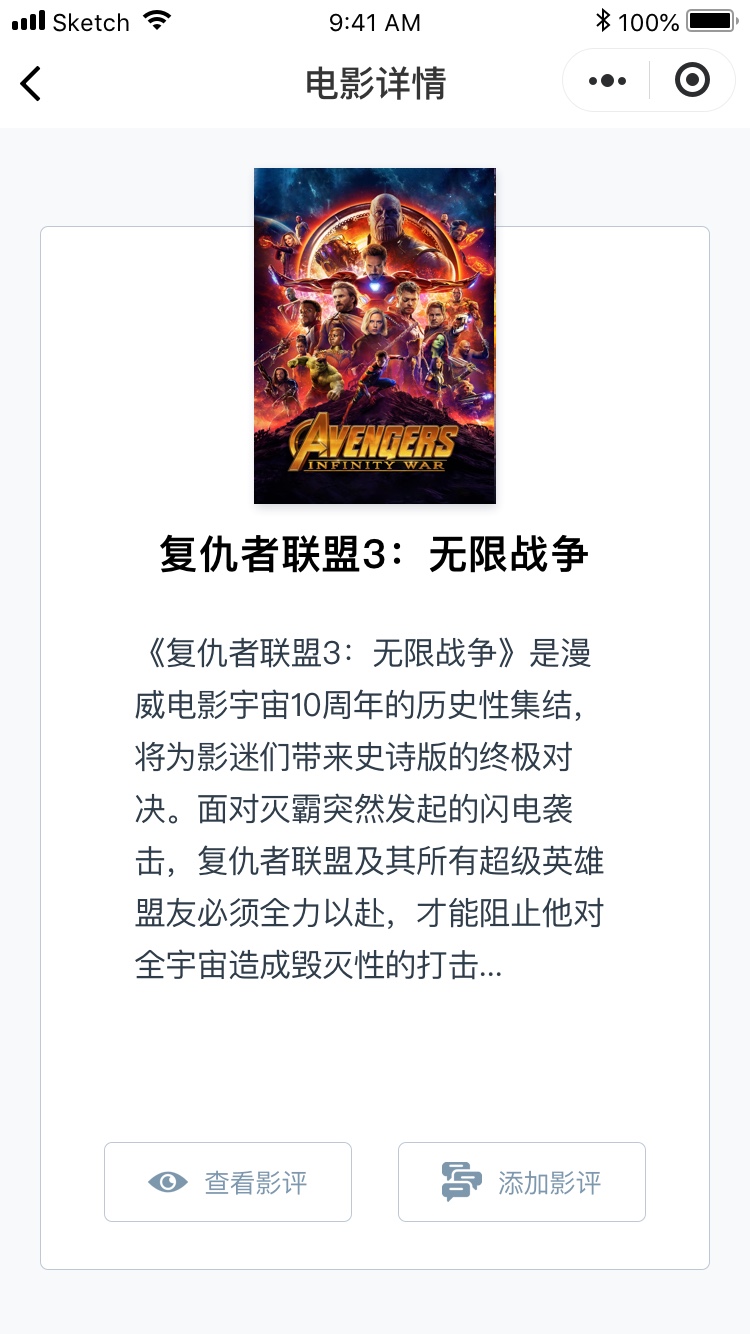 Sketch 9:41 AM 100%
电影详情
AVENGERS
INFINITY WAR
复仇者联盟3：无限战争
《复仇者联盟3：无限战争》是漫
威电影宇宙10周年的历史性集结，
将为影迷们带来史诗版的终极对
决。面对灭霸突然发起的闪电袭
击，复仇者联盟及其所有超级英雄
盟友必须全力以赴，才能阻止他对
全宇宙造成毁灭性的打击...
查看影评
添加影评